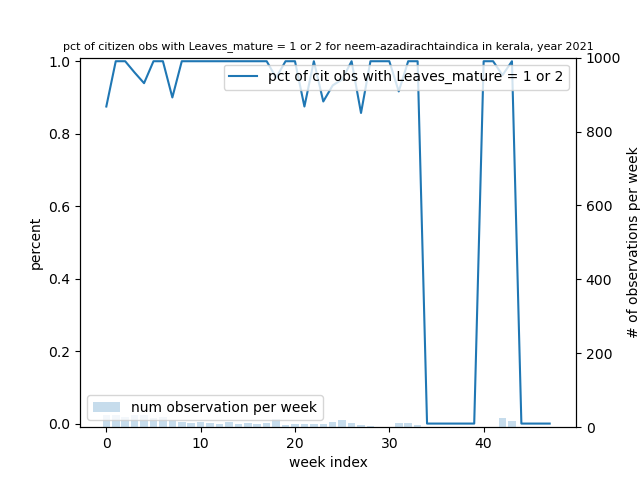 pct of citizen obs with Leaves_mature = 1 or 2 for neem-azadirachtaindica in kerala, year 2021
pct of cit obs with Leaves_mature = 1 or 2
1.0
0.8
0.6
0.4
0.2
0.0
percent
1000
800
600
400
200
0
# of observations per week
num observation per week
0 10 20 30 40
week index